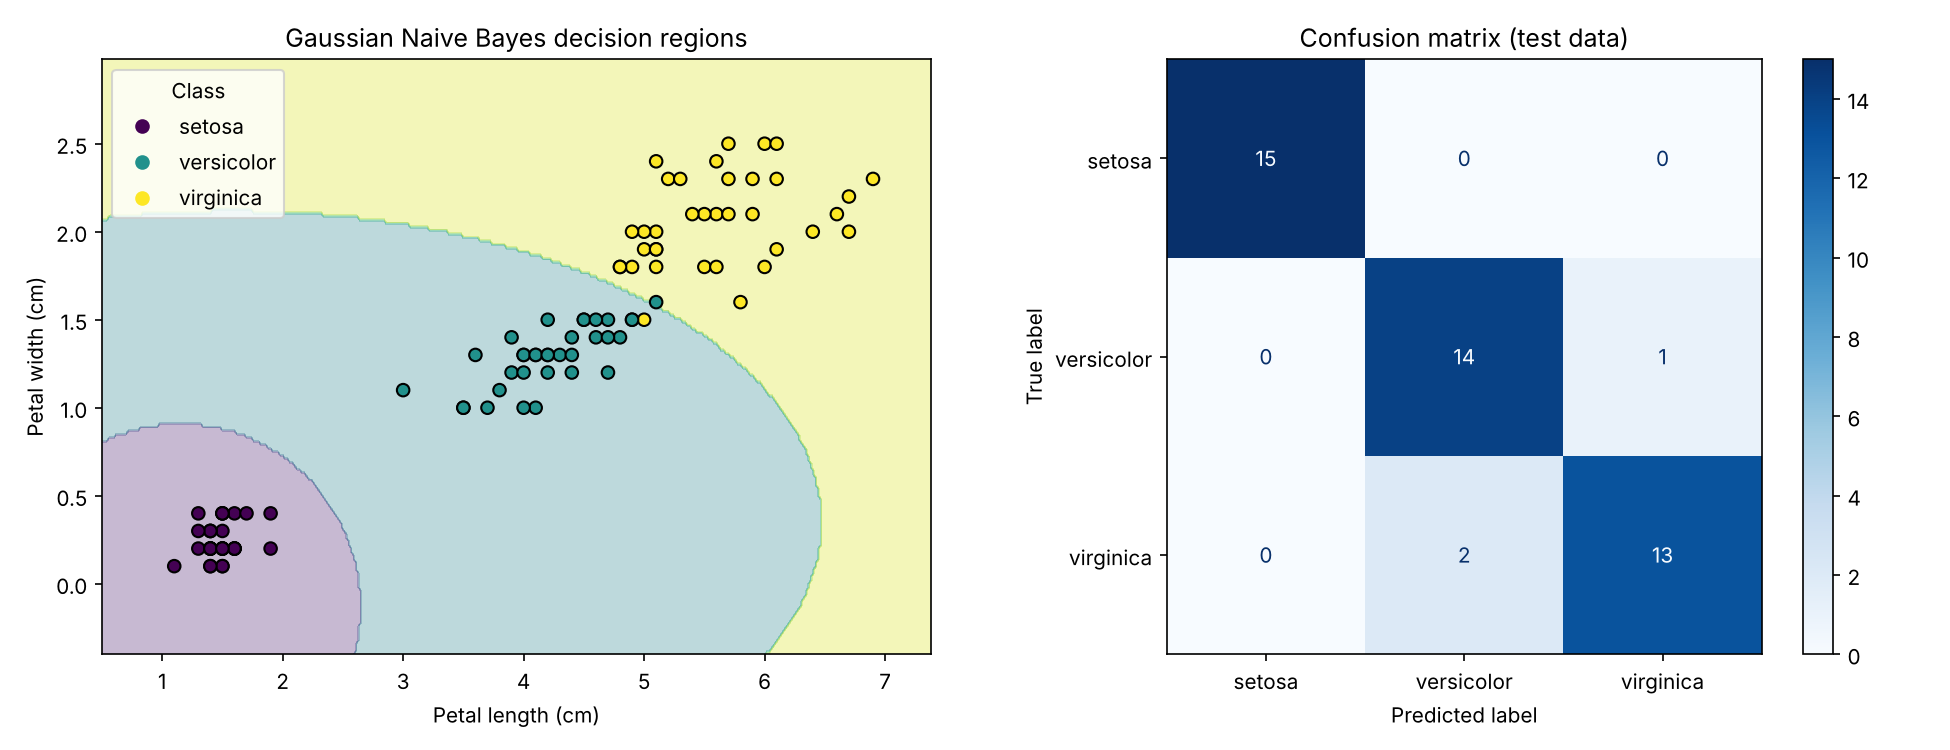 Gaussian Naive Bayes decision regions
Class
setosa
versicolor
virginica
2.5
2.0
1.5
1.0
0.5
0.0
Petal width (cm)
1 2 3 4 5 6 7
Petal length (cm)
Confusion matrix (test data)
True label
setosa 15 0 0
versicolor 0 14 1
virginica 0 2 13
setosa versicolor virginica
Predicted label
14
12
10
8
6
4
2
0